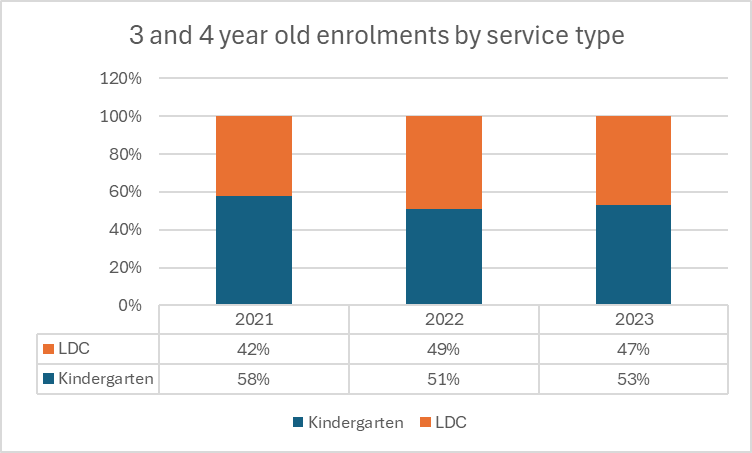 3 and 4 year old enrolments by service type
120%
100%
80%
60%
40%
20%
0%
2021 2022 2023
LDC 42% 49% 47%
Kindergarten 58% 51% 53%
Kindergarten LDC